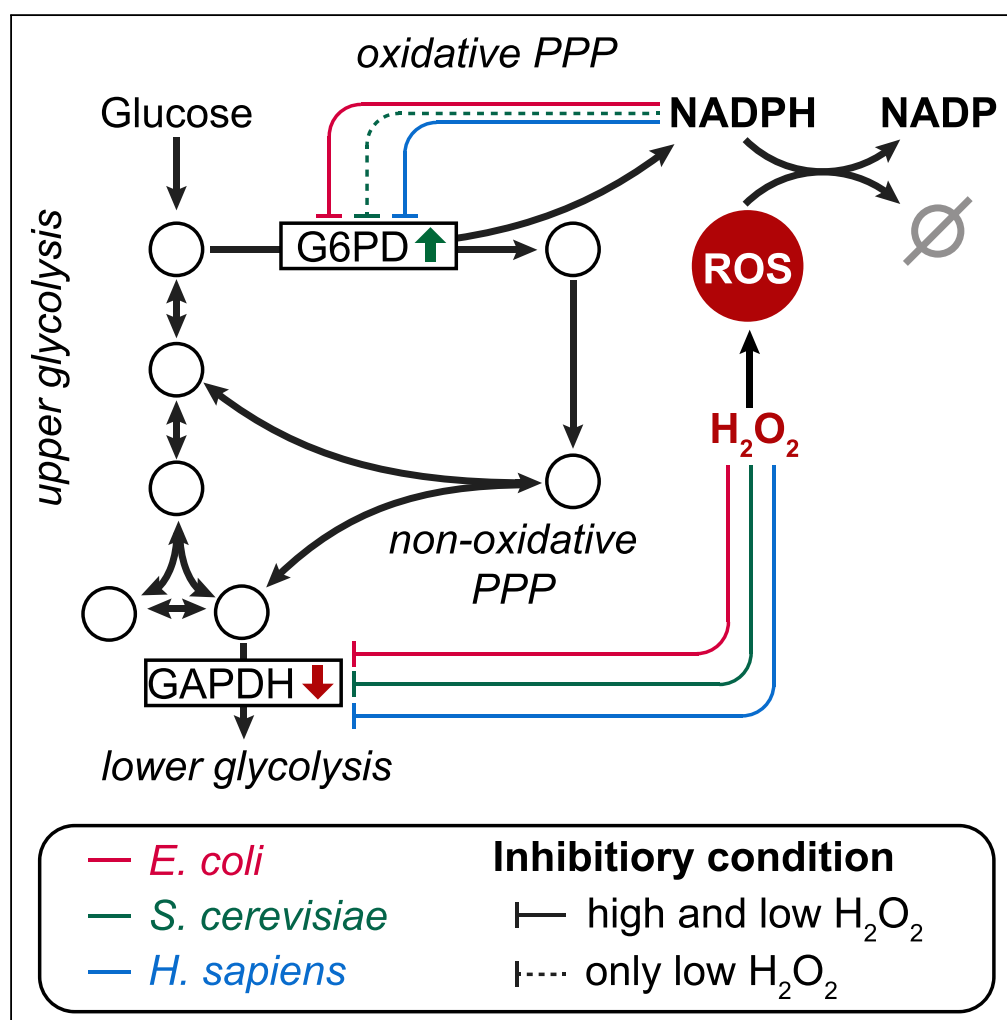 oxidative PPP
Glucose
NADPH
NADP
G6PD
ROS
upper glycolysis
H₂O₂
non-oxidative
PPP
GAPDH
lower glycolysis
E. coli
S. cerevisiae
H. sapiens
Inhibitiory condition
high and low H₂O₂
only low H₂O₂